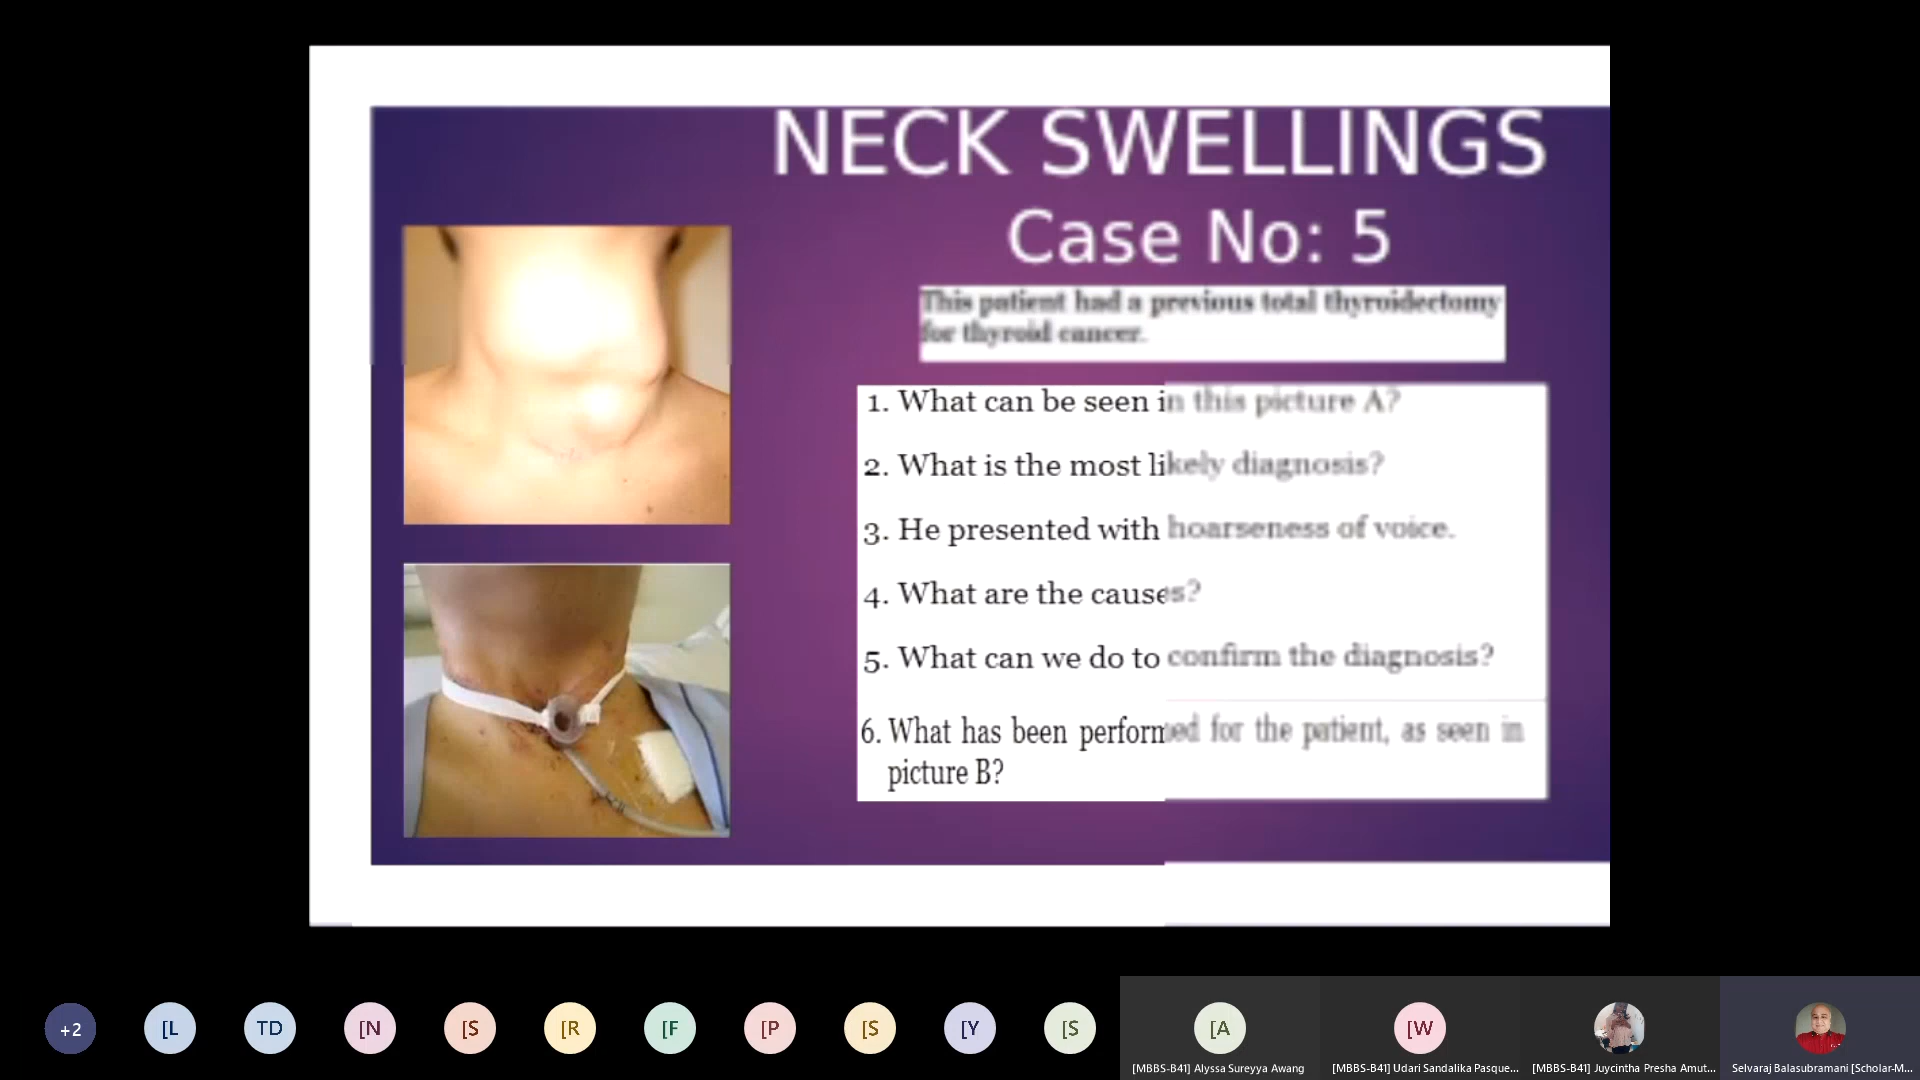 NECK SWELLINGS
Case No: 5
This patient had a previous total thyroidectomy
for thyroid cancer.
1. What can be seen in this picture A?
2. What is the most likely diagnosis?
3. He presented with hoarseness of voice.
4. What are the causes?
5. What can we do to confirm the diagnosis?
6. What has been performed for the patient, as seen in
picture B?
+2
[L
TD
[N
[S
[R
[F
[P
[S
[Y
[S
[A
[W
[MBBS-B41] Alyssa Sureyya Awang
[MBBS-B41] Udari Sandalika Pasque...
[MBBS-B41] Juycintha Presha Amut...
Selvaraj Balasubramani [Scholar-M...